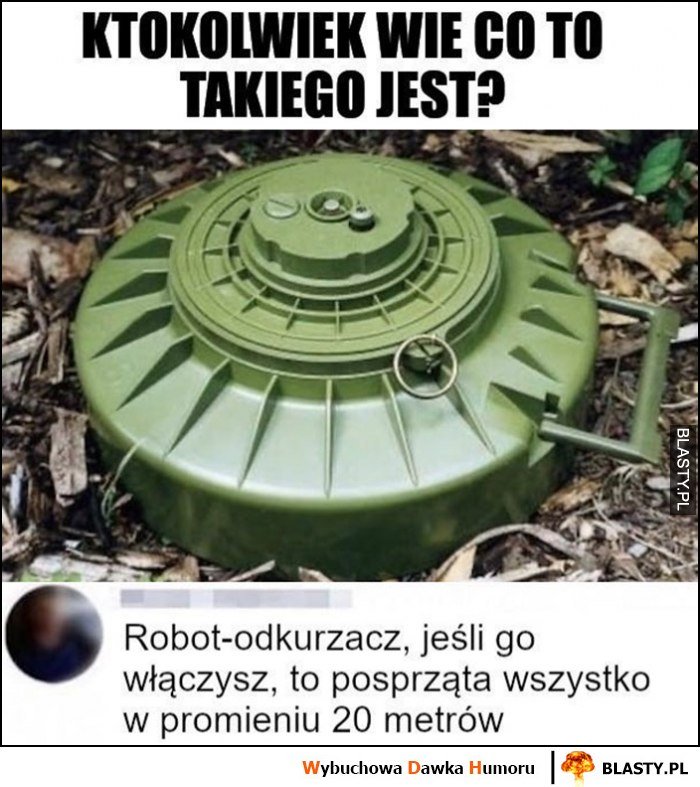 KTOKOLWIEK WIE CO TO
TAKIEGO JEST?
BLASTY.PL
Robot-odkurzacz, jeśli go
włączysz, to posprząta wszystko
w promieniu 20 metrów
Wybuchowa Dawka Humoru
BLASTY.PL